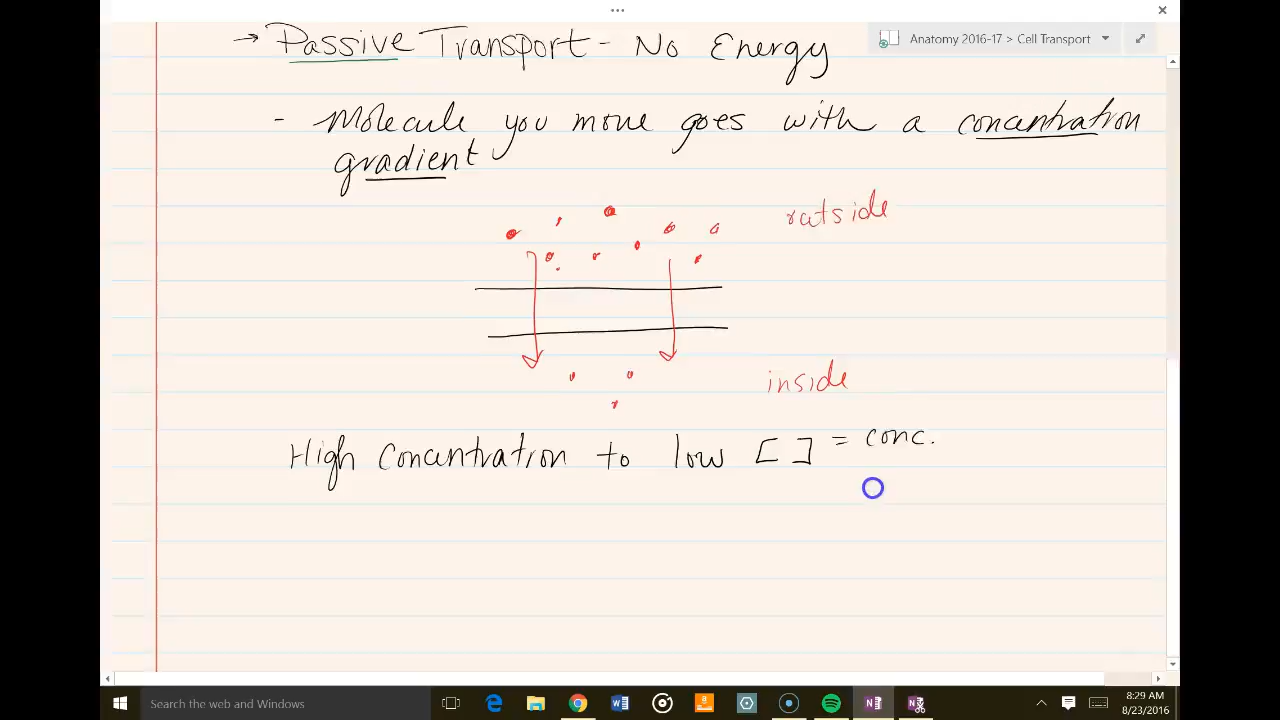 → Passive Transport - No Energy
Anatomy 2016-17 > Cell Transport
- Molecule you move goes with a concentration
gradient
outside
inside
High Concentration to low [ ] = conc.
Search the web and Windows
8:29 AM
8/23/2016